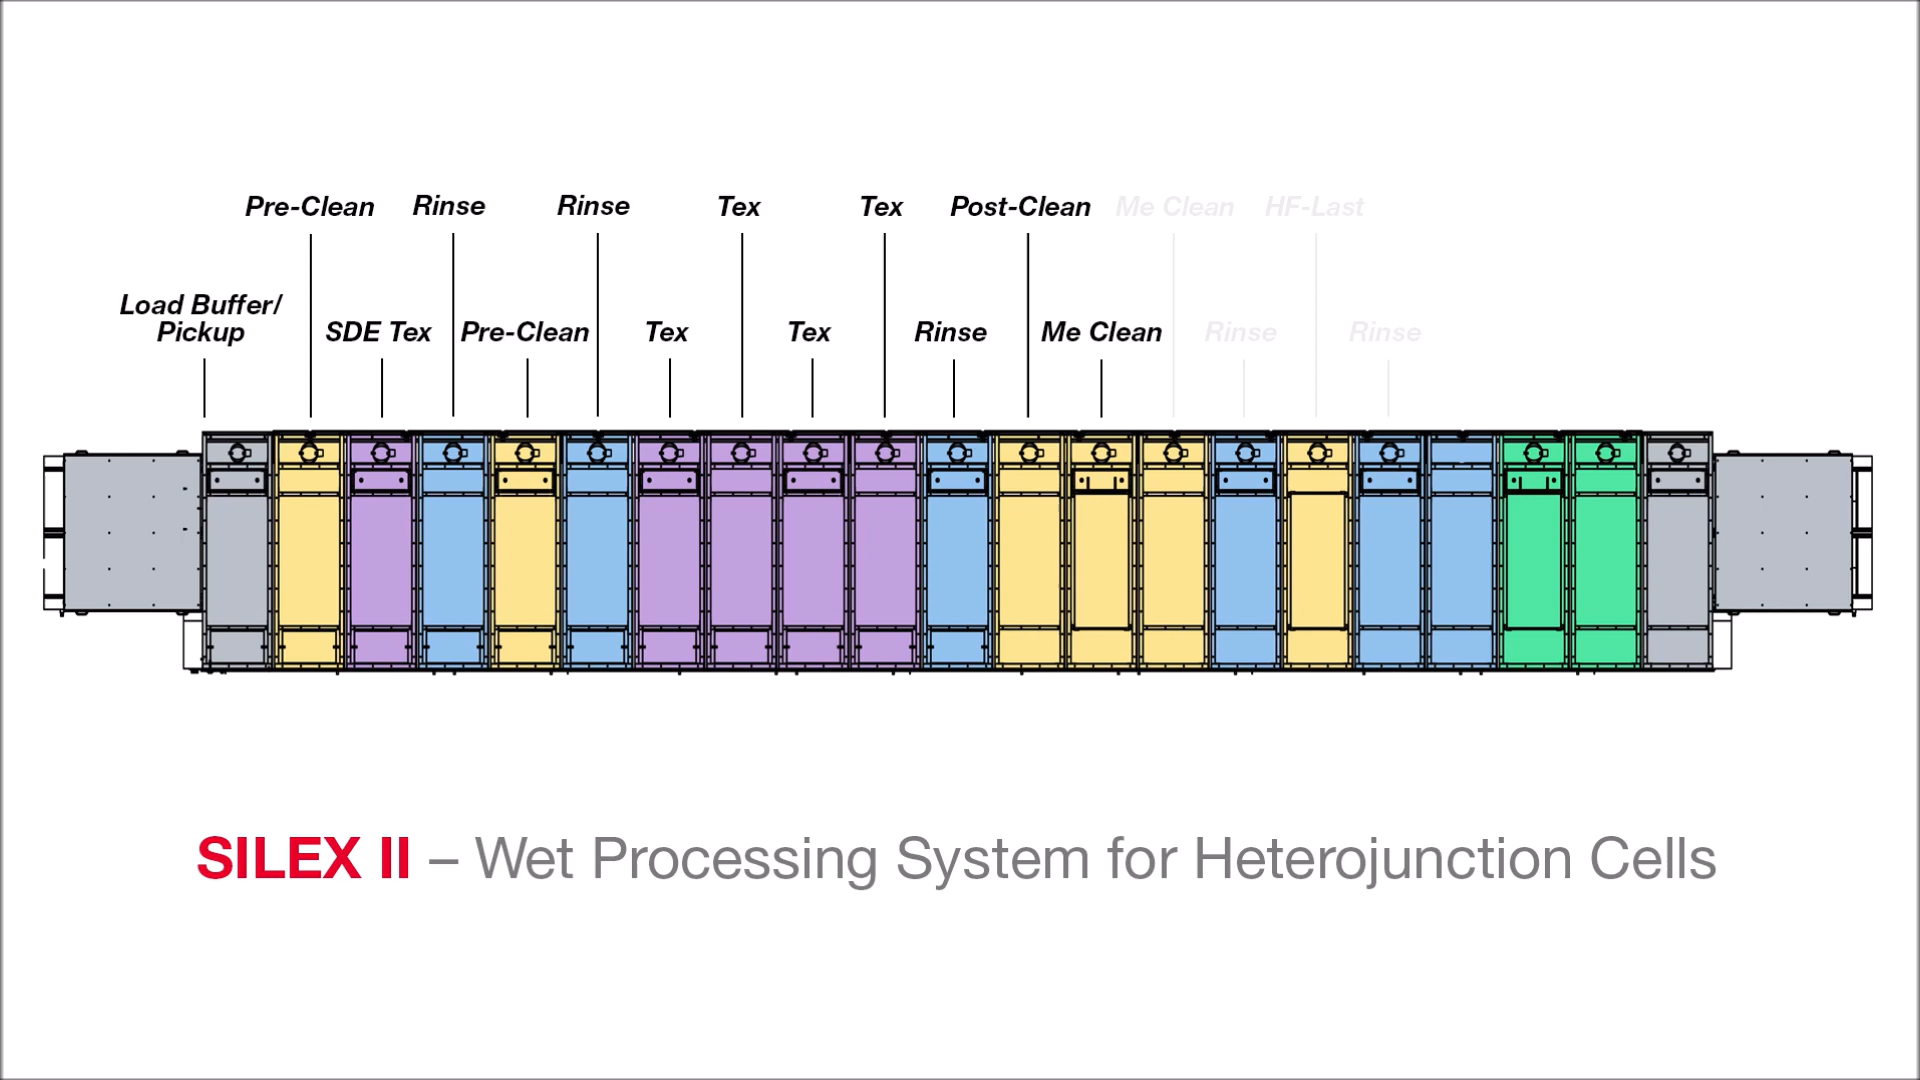 Pre-Clean Rinse Rinse Tex Tex Post-Clean Me Clean HF-Last
Load Buffer/
Pickup SDE Tex Pre-Clean Tex Tex Rinse Me Clean Rinse Rinse
SILEX II – Wet Processing System for Heterojunction Cells